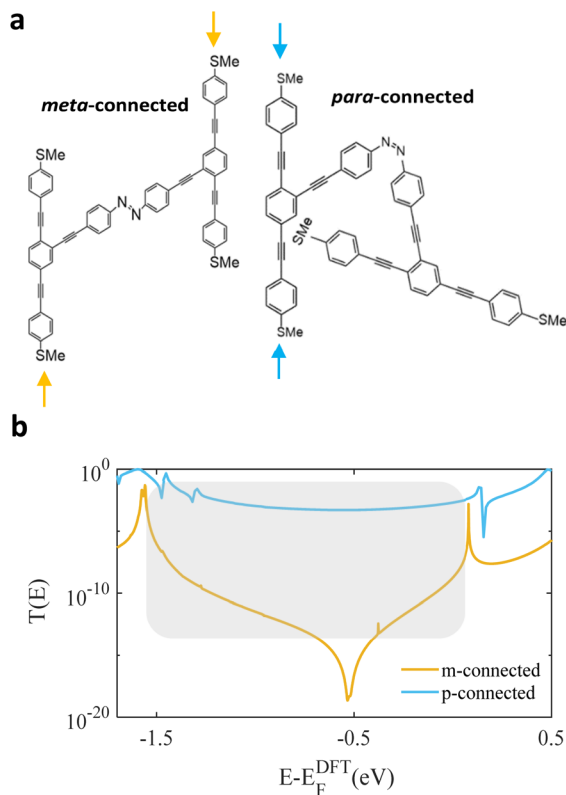 a
meta-connected
para-connected
SMe
SMe
SMe
SMe
SMe
SMe
SMe
SMe
N
N
N
N
b
T(E)
10^0
10^-10
10^-20
-1.5
-0.5
0.5
m-connected
p-connected
E-E_F^DFT(eV)